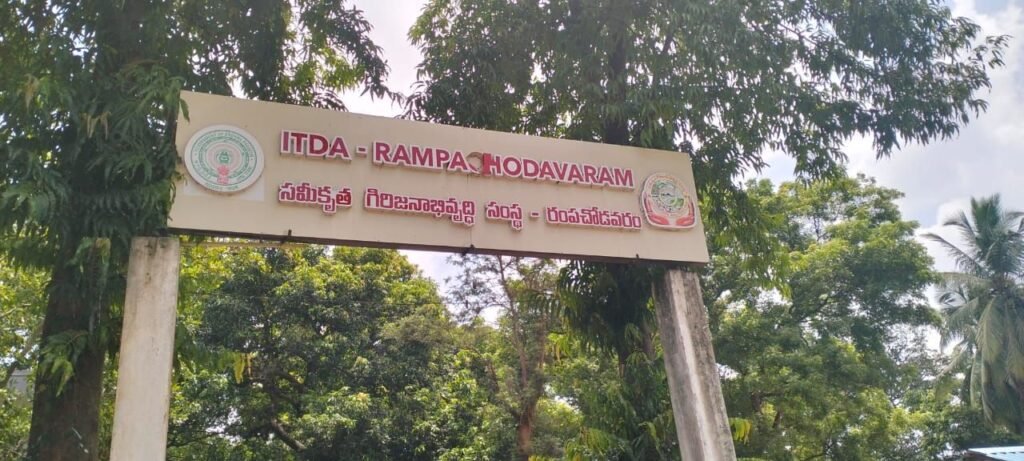 ITDA - RAMPACHODAVARAM
సమీకృత గిరిజనాభివృద్ధి సంస్థ - రంపచోడవరం